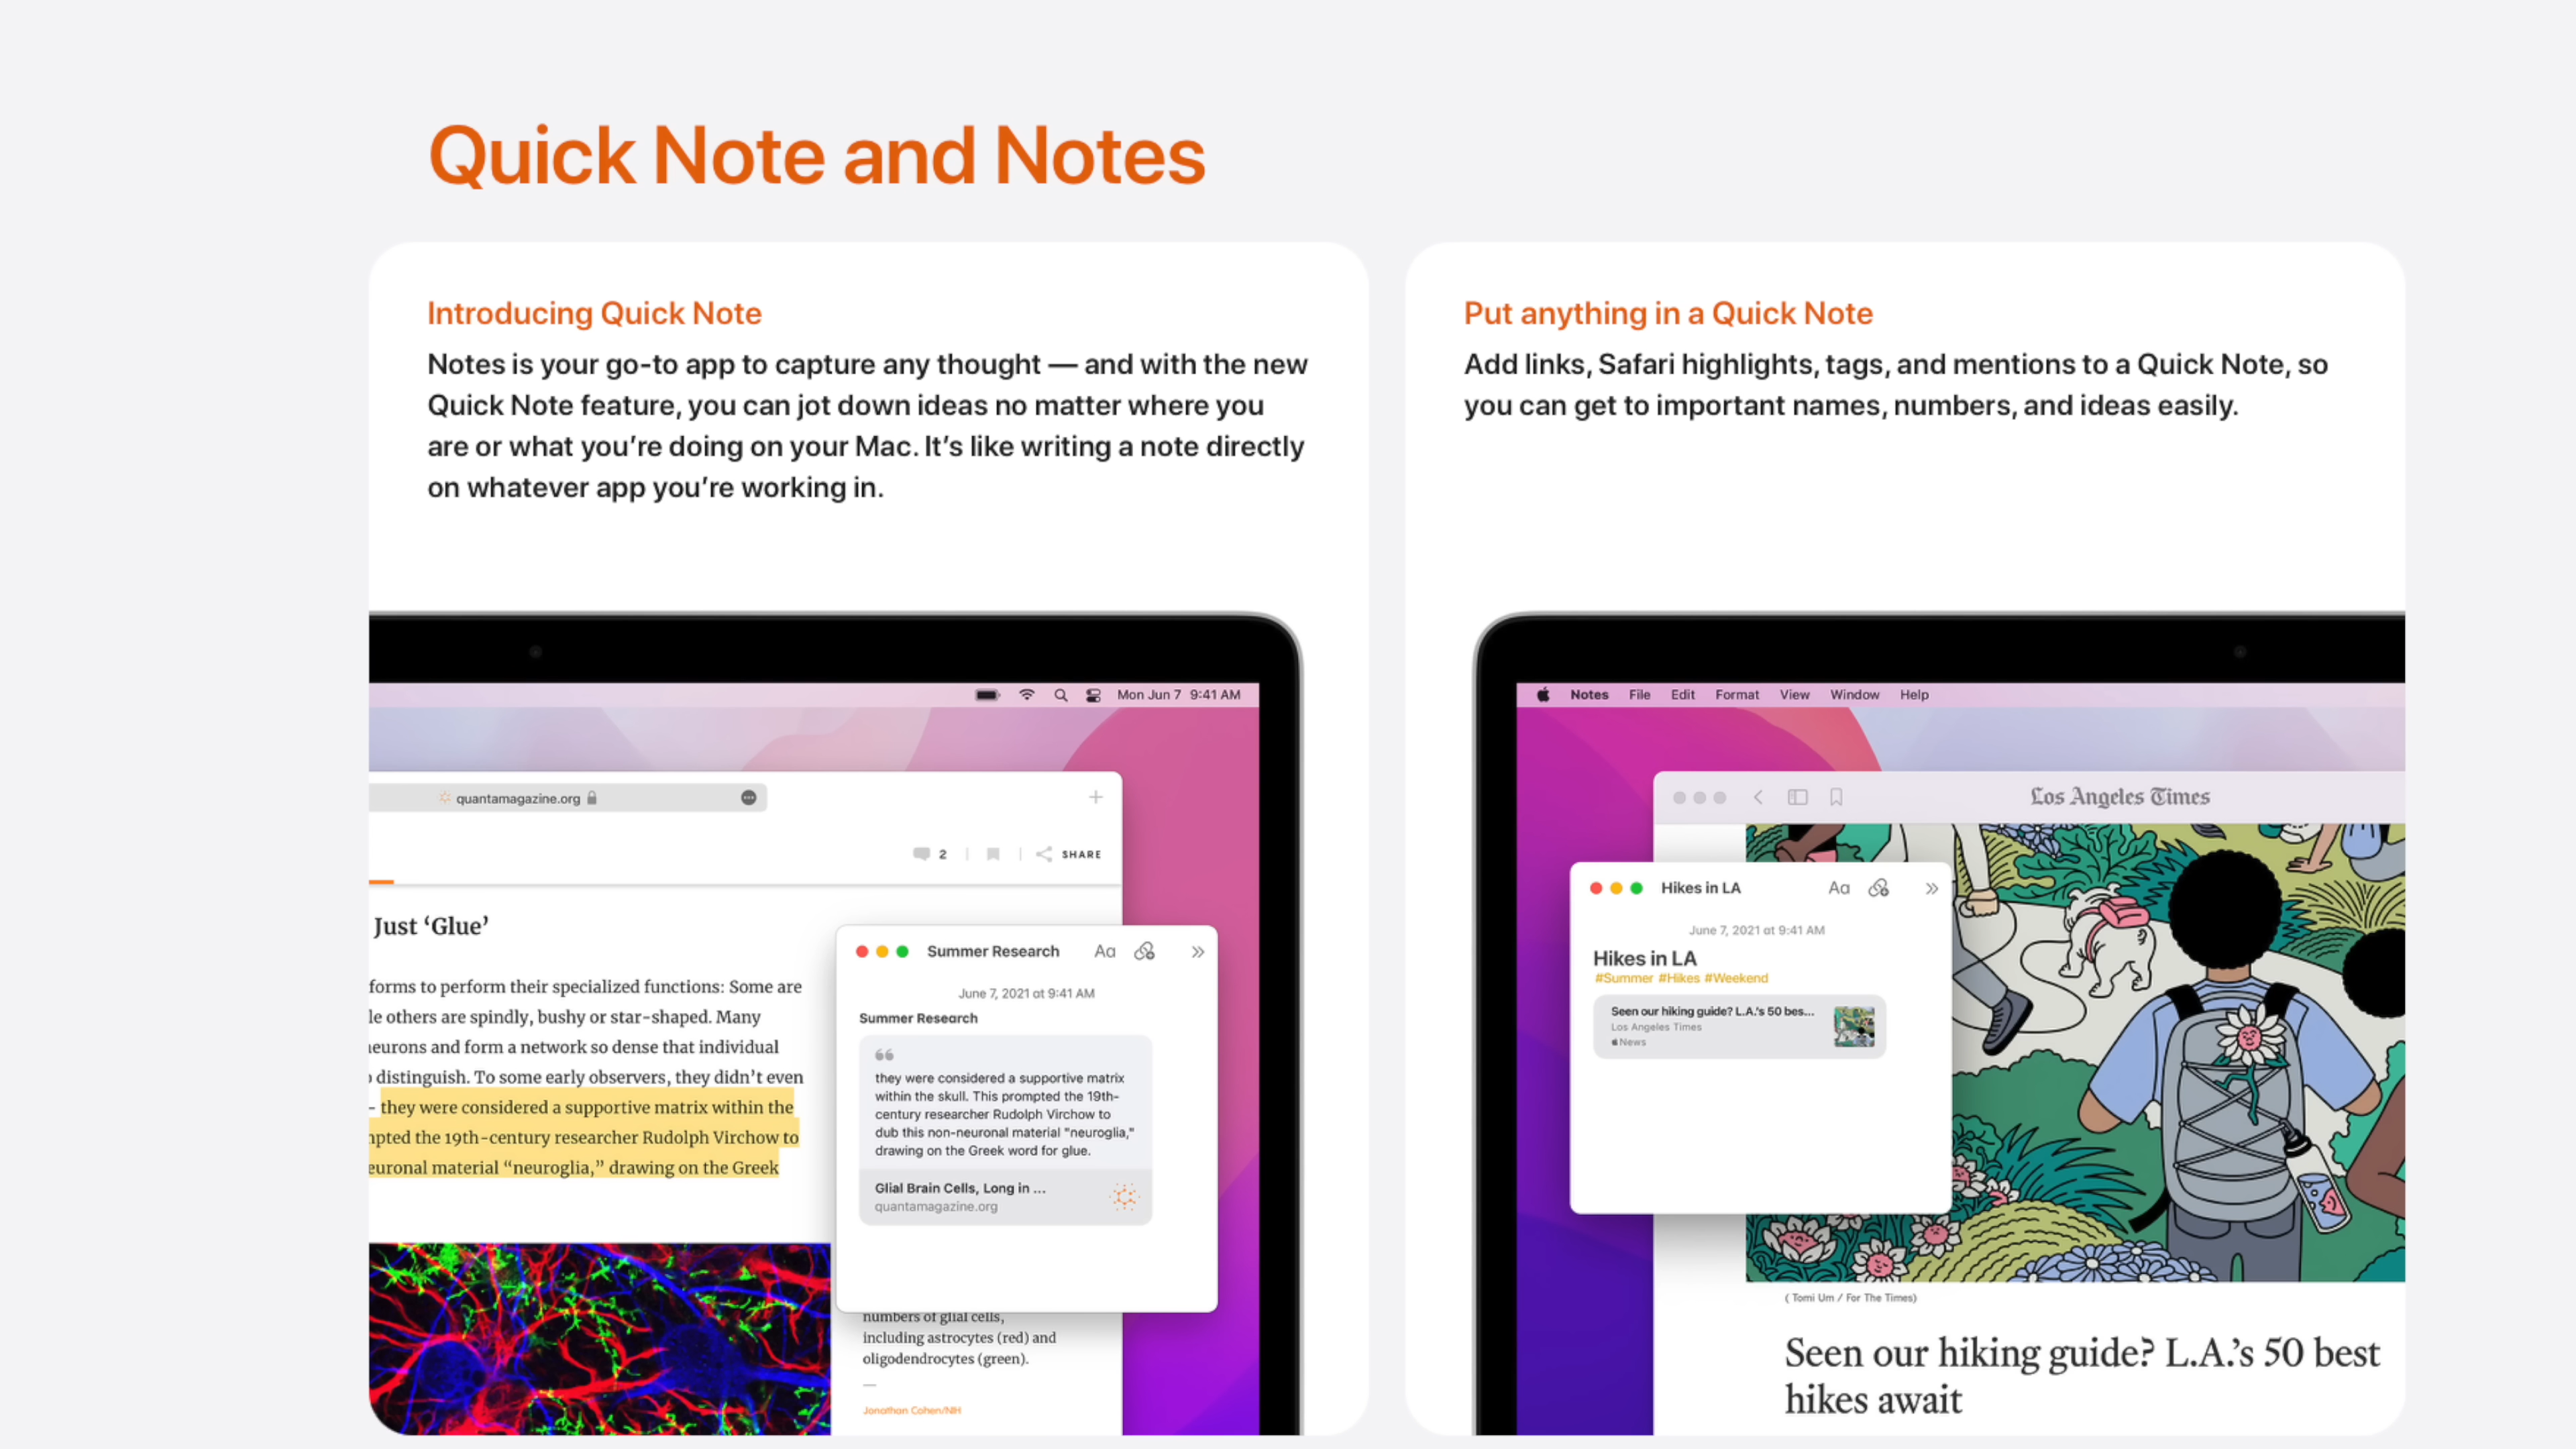 Quick Note and Notes
Introducing Quick Note
Notes is your go-to app to capture any thought — and with the new
Quick Note feature, you can jot down ideas no matter where you
are or what you’re doing on your Mac. It’s like writing a note directly
on whatever app you’re working in.
Mon Jun 7 9:41 AM
quantamagazine.org
2
SHARE
Just ‘Glue’
forms to perform their specialized functions: Some are
le others are spindly, bushy or star-shaped. Many
neurons and form a network so dense that individual
distinguish. To some early observers, they didn’t even
- they were considered a supportive matrix within the
mpted the 19th-century researcher Rudolph Virchow to
euronal material “neuroglia,” drawing on the Greek
Summer Research
Aa
June 7, 2021 at 9:41 AM
Summer Research
they were considered a supportive matrix
within the skull. This prompted the 19th-
century researcher Rudolph Virchow to
dub this non-neuronal material "neuroglia,"
drawing on the Greek word for glue.
Glial Brain Cells, Long in ...
quantamagazine.org
numbers of glial cells,
including astrocytes (red) and
oligodendrocytes (green).
—
Jonathan Cohen/NIH
Put anything in a Quick Note
Add links, Safari highlights, tags, and mentions to a Quick Note, so
you can get to important names, numbers, and ideas easily.
Notes File Edit Format View Window Help
Los Angeles Times
Hikes in LA
Aa
June 7, 2021 at 9:41 AM
Hikes in LA
#Summer #Hikes #Weekend
Seen our hiking guide? L.A.’s 50 bes...
Los Angeles Times
News
( Tomi Um / For The Times)
Seen our hiking guide? L.A.’s 50 best
hikes await